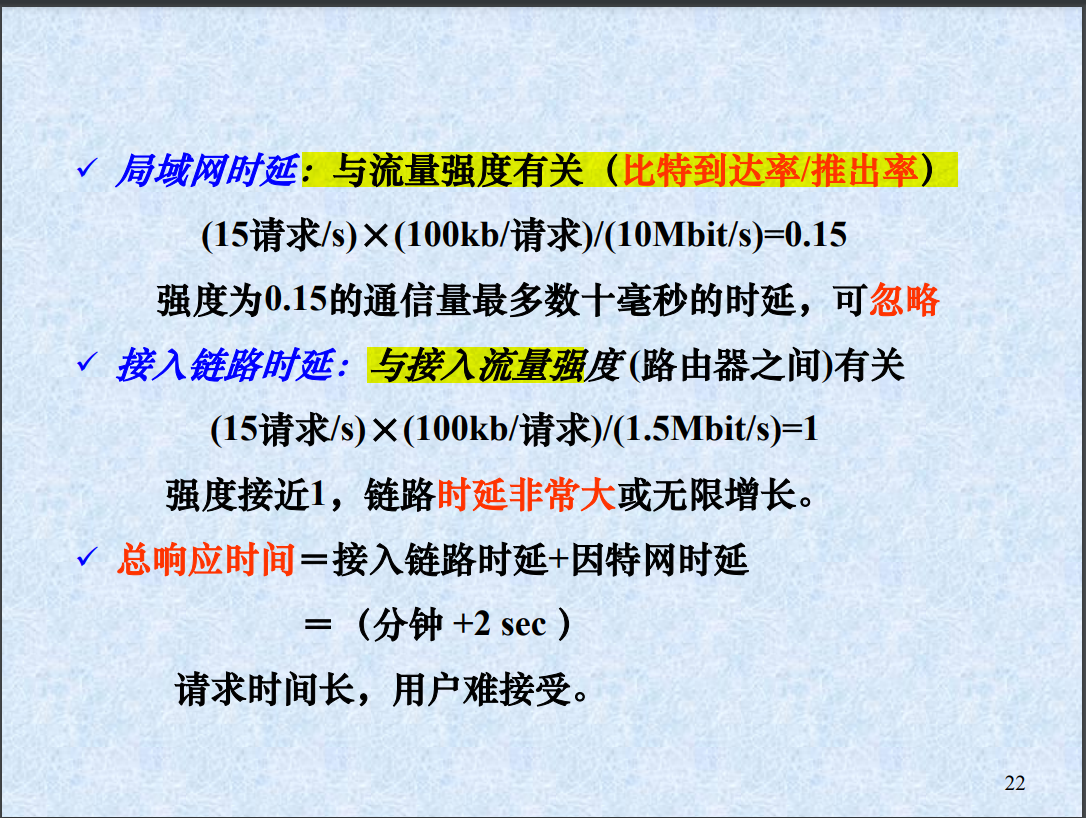 ✓ 局域网时延：与流量强度有关（比特到达率/推出率）
(15请求/s)×(100kb/请求)/(10Mbit/s)=0.15
强度为0.15的通信量最多数十毫秒的时延，可忽略
✓ 接入链路时延：与接入流量强度 (路由器之间)有关
(15请求/s)×(100kb/请求)/(1.5Mbit/s)=1
强度接近1，链路时延非常大或无限增长。
✓ 总响应时间＝接入链路时延+因特网时延
＝（分钟 +2 sec ）
请求时间长，用户难接受。
22